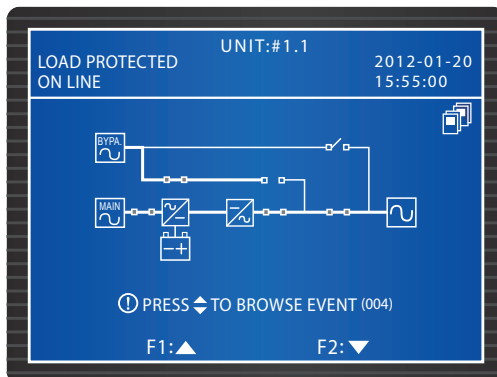 UNIT:#1.1
LOAD PROTECTED
ON LINE
2012-01-20
15:55:00
BYPA.
MAIN
PRESS TO BROWSE EVENT (004)
F1:
F2: